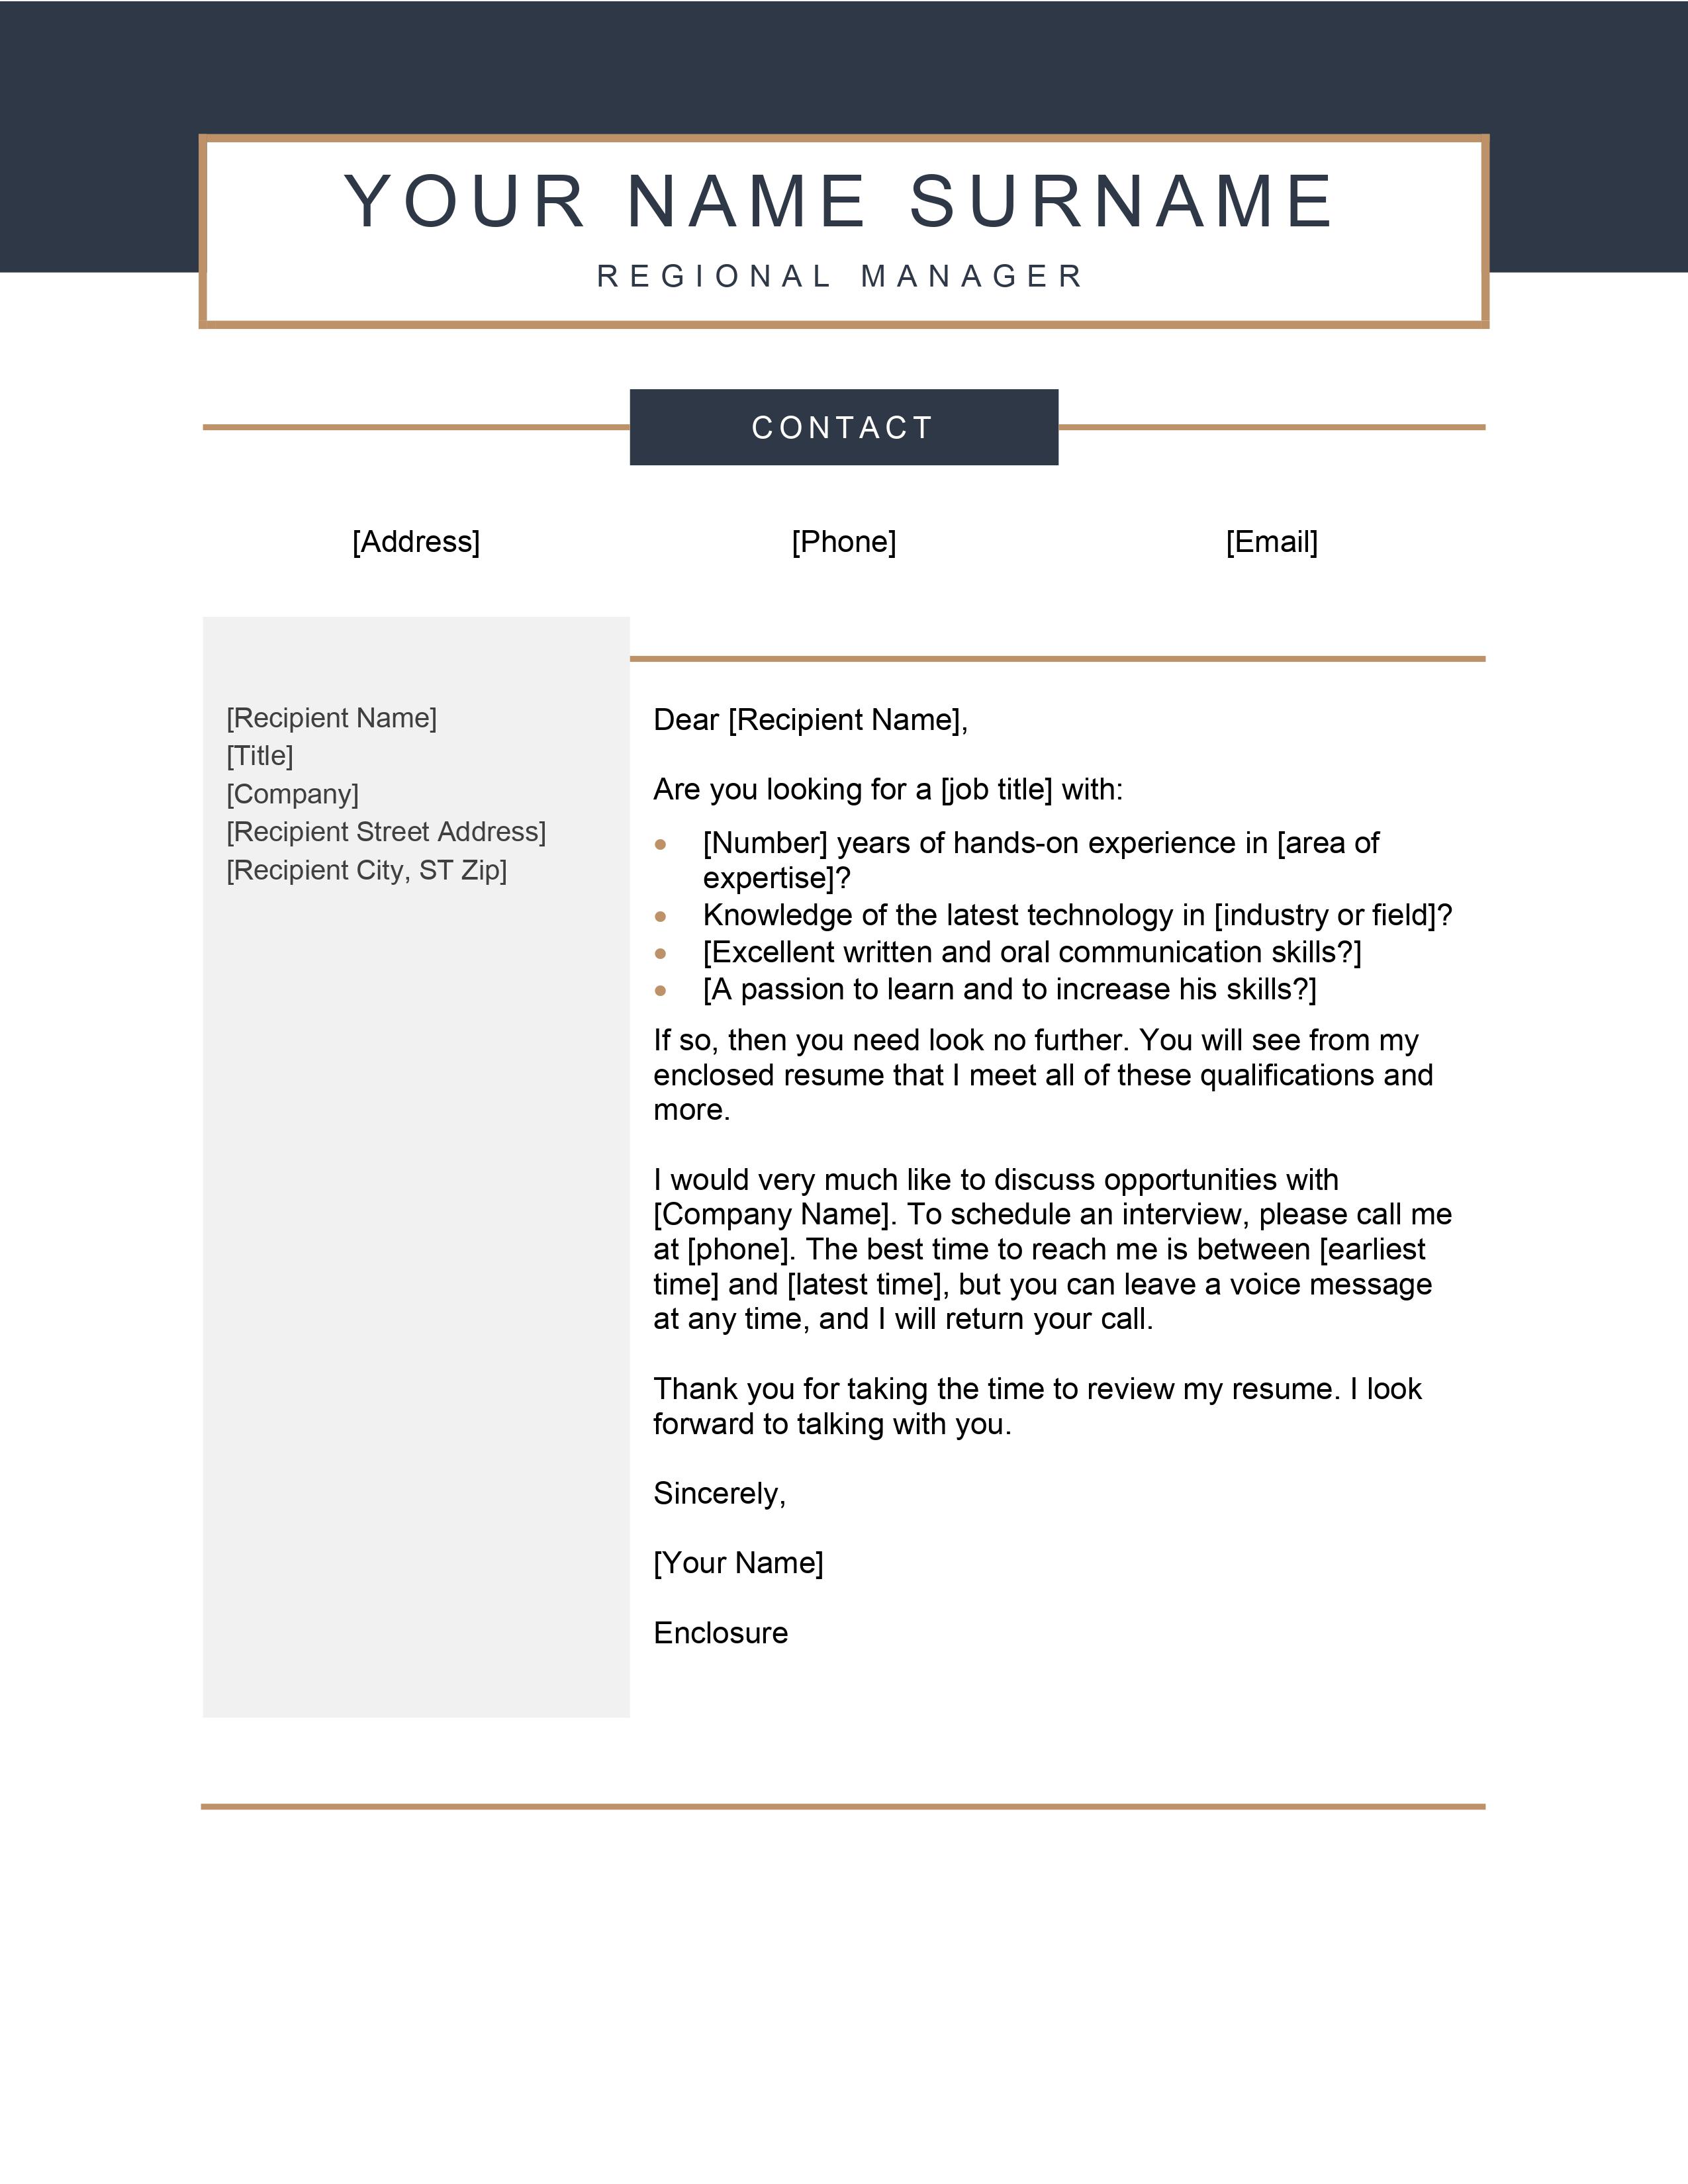 YOUR NAME SURNAME
REGIONAL MANAGER
CONTACT
[Address] [Phone] [Email]
[Recipient Name]
[Title]
[Company]
[Recipient Street Address]
[Recipient City, ST Zip]
Dear [Recipient Name],
Are you looking for a [job title] with:
• [Number] years of hands-on experience in [area of
expertise]?
• Knowledge of the latest technology in [industry or field]?
• [Excellent written and oral communication skills?]
• [A passion to learn and to increase his skills?]
If so, then you need look no further. You will see from my
enclosed resume that I meet all of these qualifications and
more.
I would very much like to discuss opportunities with
[Company Name]. To schedule an interview, please call me
at [phone]. The best time to reach me is between [earliest
time] and [latest time], but you can leave a voice message
at any time, and I will return your call.
Thank you for taking the time to review my resume. I look
forward to talking with you.
Sincerely,
[Your Name]
Enclosure